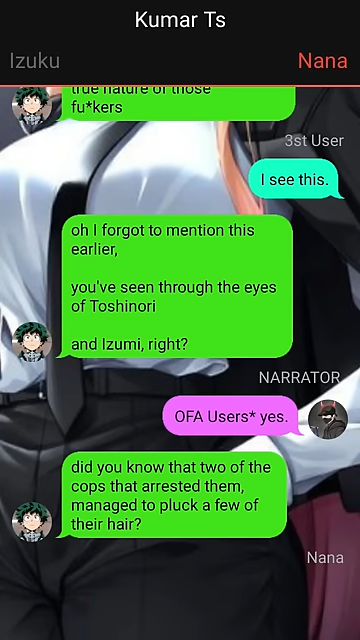 Kumar Ts
Izuku
Nana
true nature of those
fu*kers
3st User
I see this.
oh I forgot to mention this
earlier,
you've seen through the eyes
of Toshinori
and Izumi, right?
NARRATOR
OFA Users* yes.
did you know that two of the
cops that arrested them,
managed to pluck a few of
their hair?
Nana